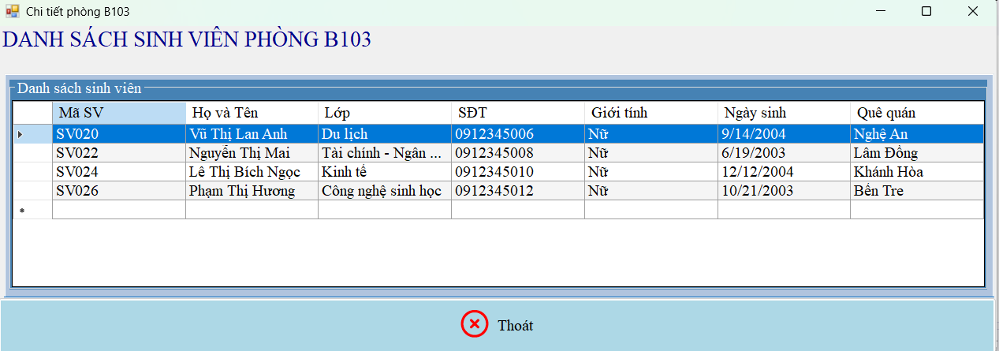 Chi tiết phòng B103
DANH SÁCH SINH VIÊN PHÒNG B103
Danh sách sinh viên
Mã SV Họ và Tên Lớp SĐT Giới tính Ngày sinh Quê quán
SV020 Vũ Thị Lan Anh Du lịch 0912345006 Nữ 9/14/2004 Nghệ An
SV022 Nguyễn Thị Mai Tài chính - Ngân ... 0912345008 Nữ 6/19/2003 Lâm Đồng
SV024 Lê Thị Bích Ngọc Kinh tế 0912345010 Nữ 12/12/2004 Khánh Hòa
SV026 Phạm Thị Hương Công nghệ sinh học 0912345012 Nữ 10/21/2003 Bến Tre
Thoát